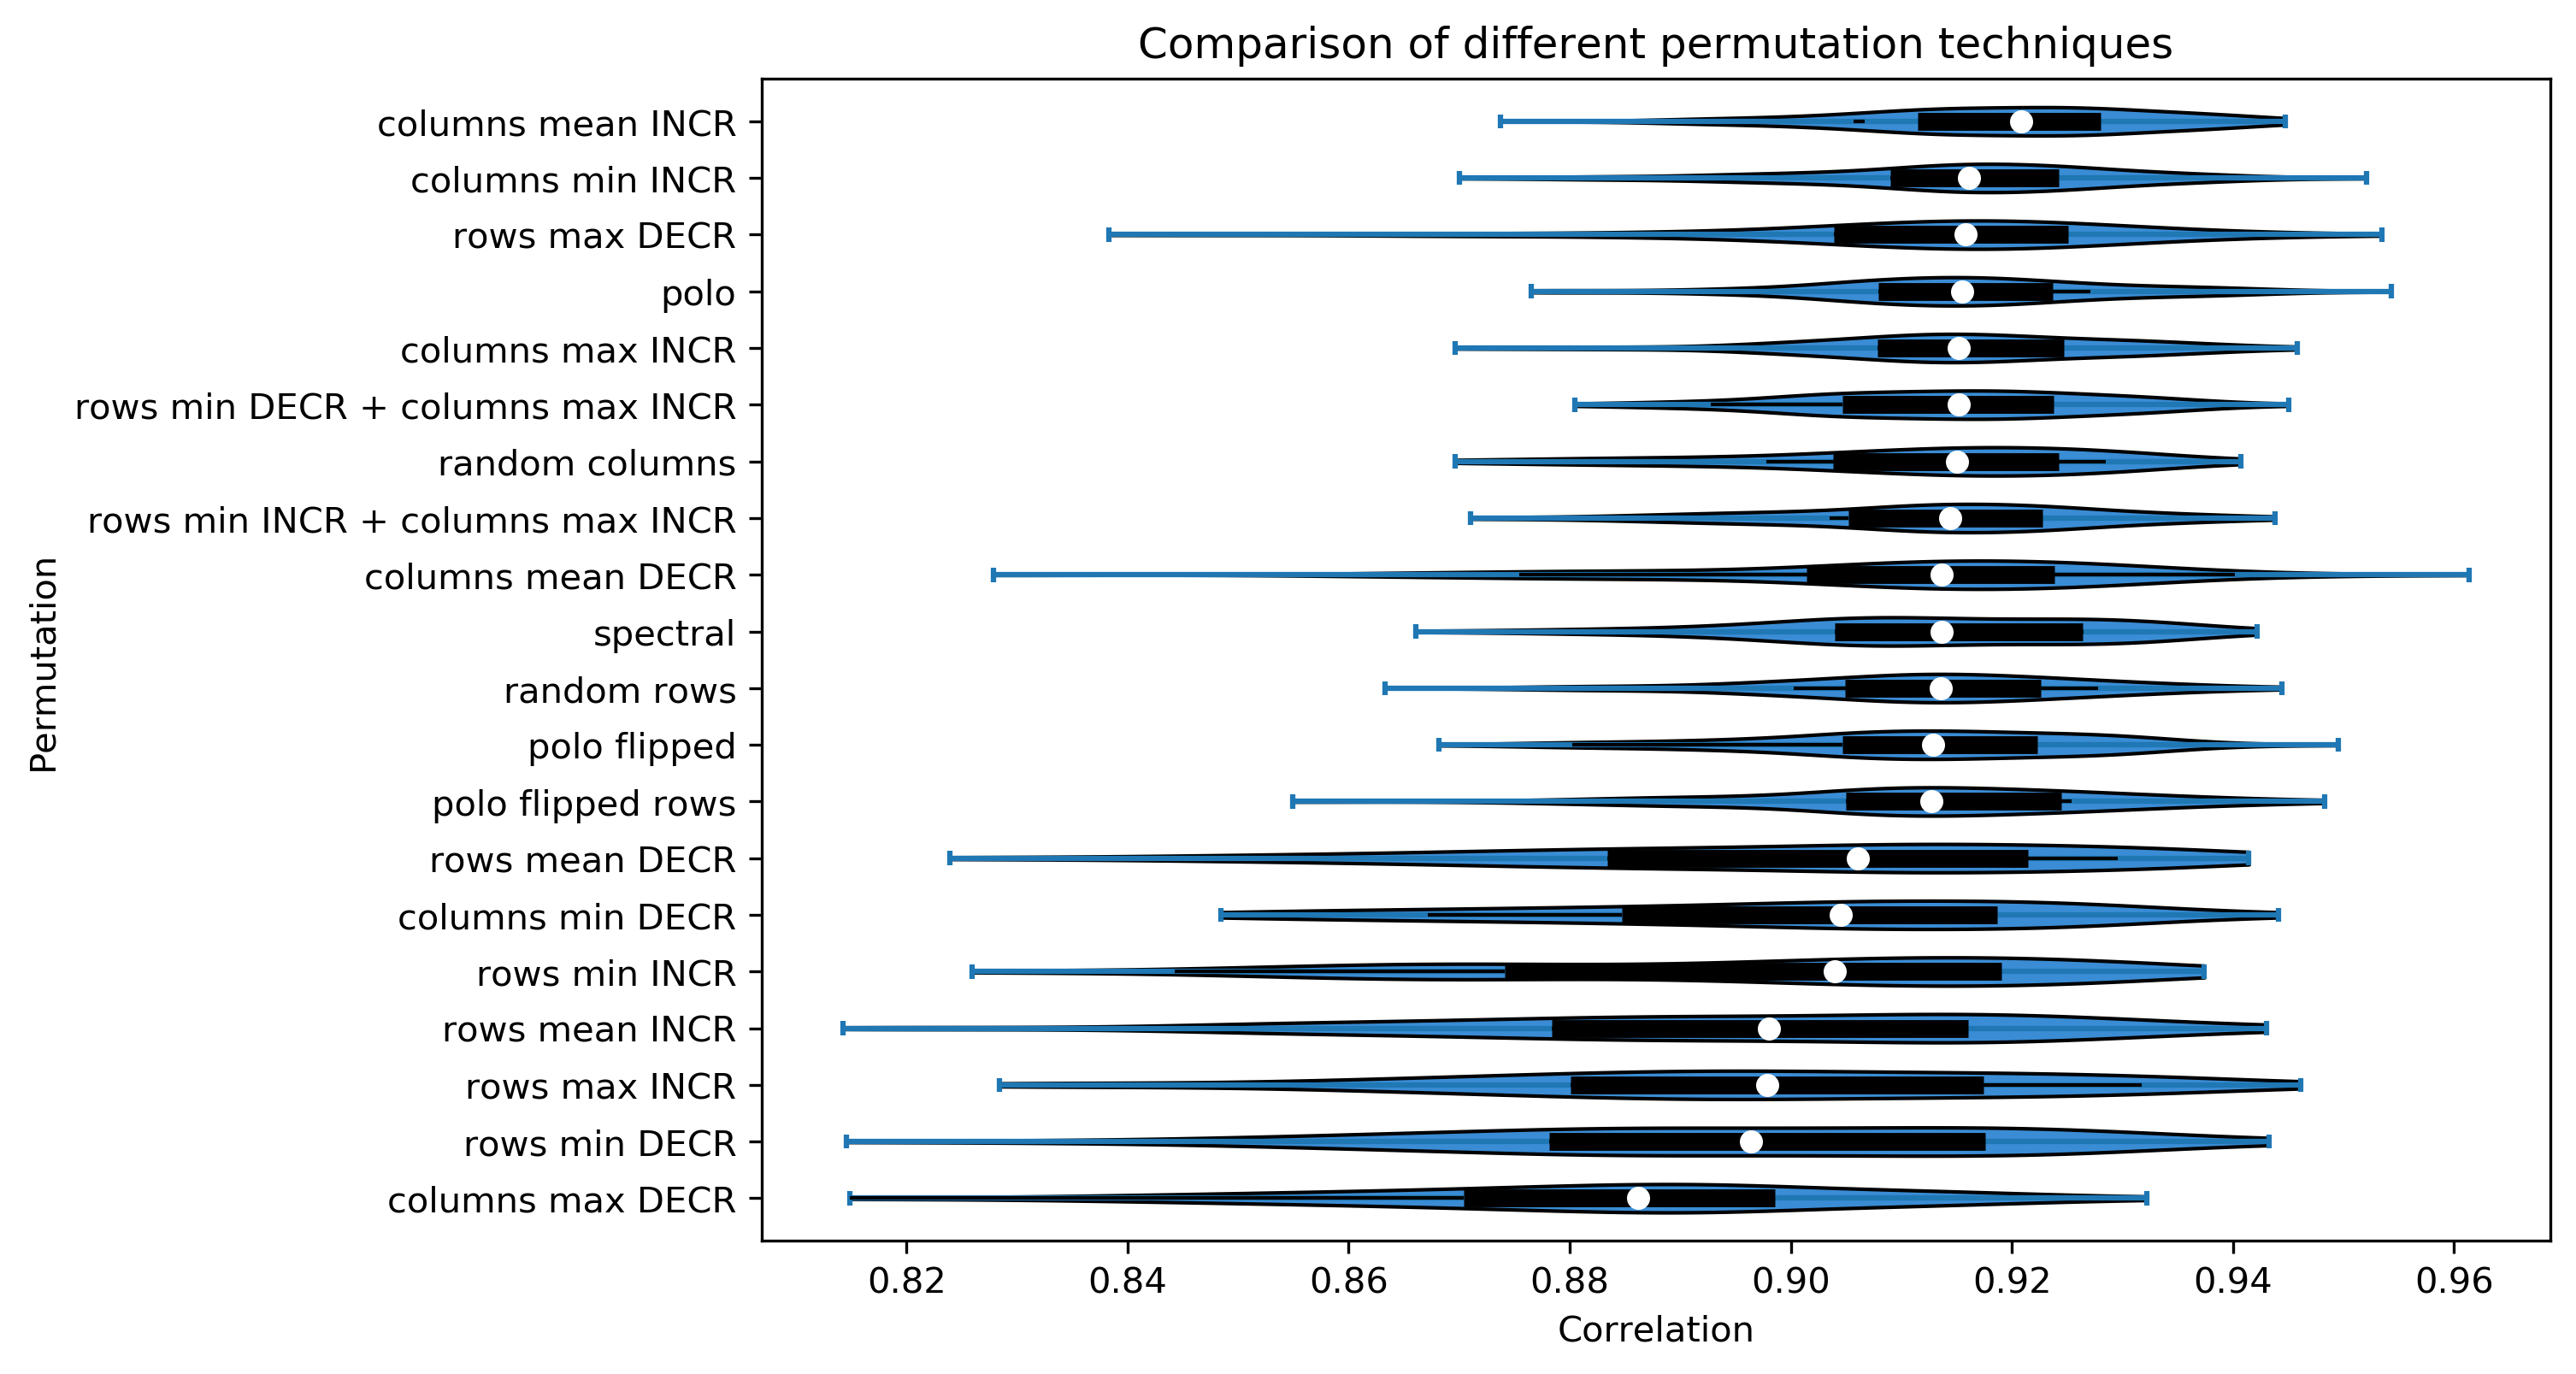 Comparison of different permutation techniques
Permutation
columns mean INCR
columns min INCR
rows max DECR
polo
columns max INCR
rows min DECR + columns max INCR
random columns
rows min INCR + columns max INCR
columns mean DECR
spectral
random rows
polo flipped
polo flipped rows
rows mean DECR
columns min DECR
rows min INCR
rows mean INCR
rows max INCR
rows min DECR
columns max DECR
0.82 0.84 0.86 0.88 0.90 0.92 0.94 0.96
Correlation